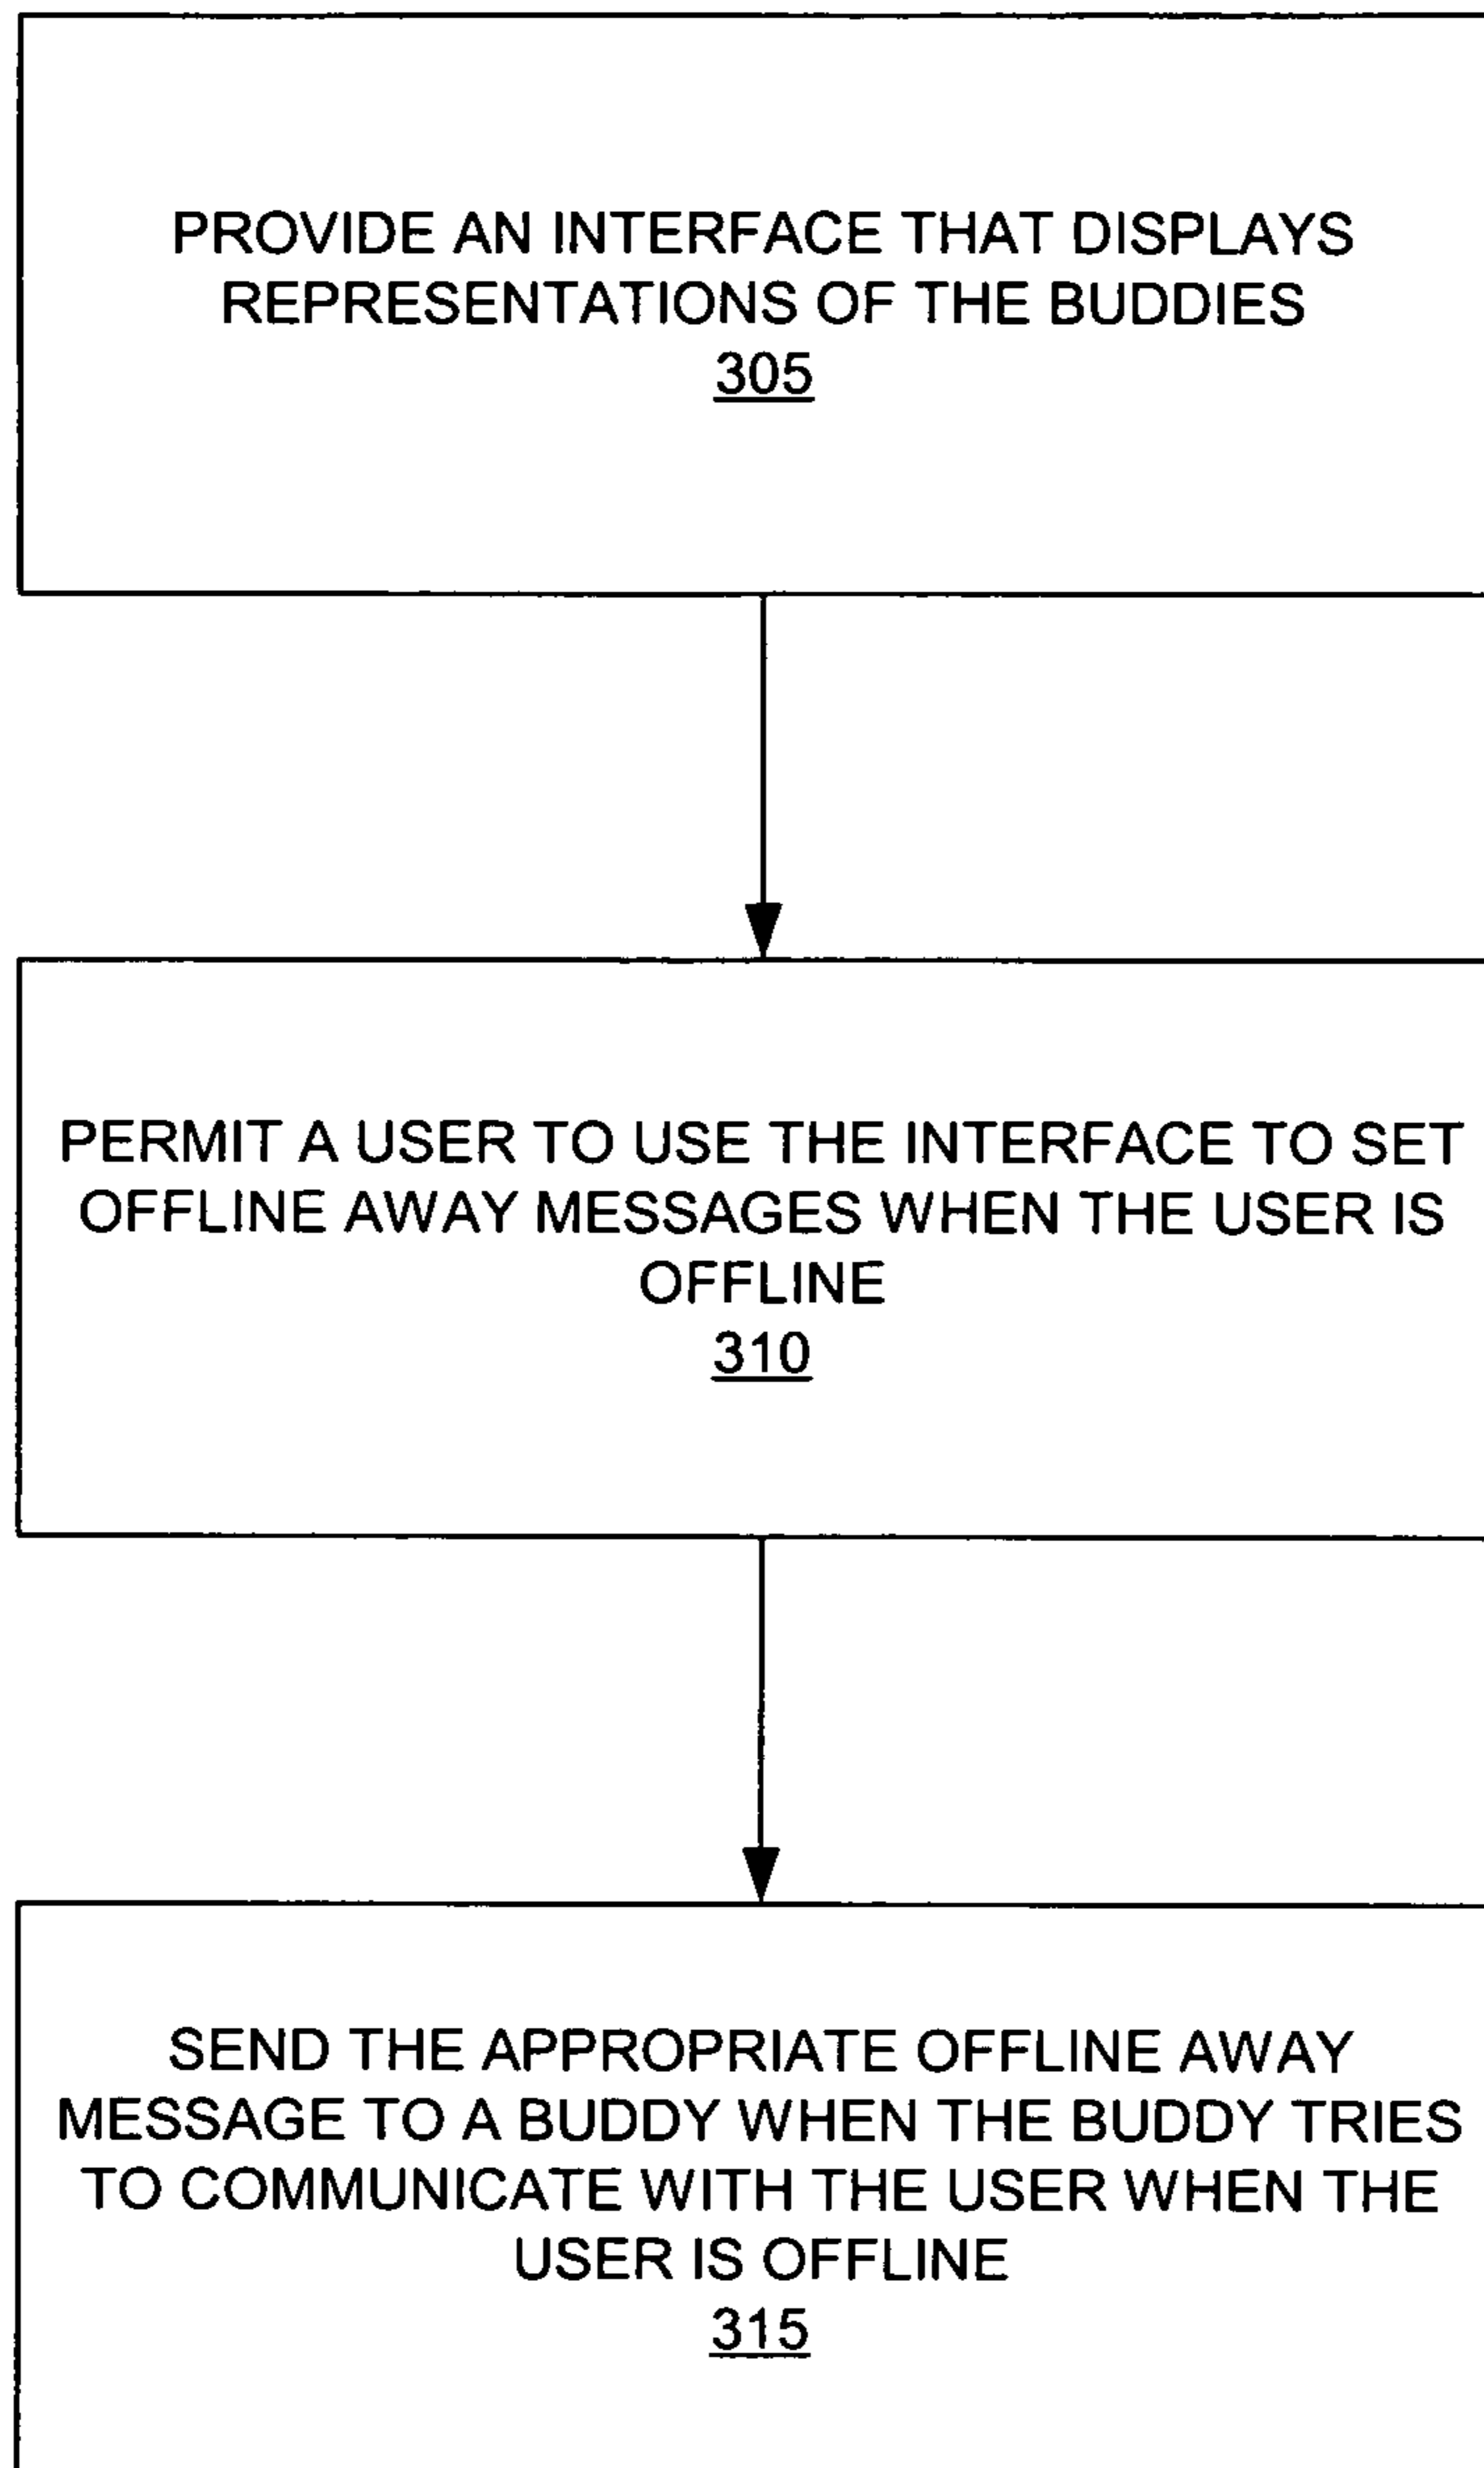 PROVIDE AN INTERFACE THAT DISPLAYS
REPRESENTATIONS OF THE BUDDIES
305
PERMIT A USER TO USE THE INTERFACE TO SET
OFFLINE AWAY MESSAGES WHEN THE USER IS
OFFLINE
310
SEND THE APPROPRIATE OFFLINE AWAY
MESSAGE TO A BUDDY WHEN THE BUDDY TRIES
TO COMMUNICATE WITH THE USER WHEN THE
USER IS OFFLINE
315